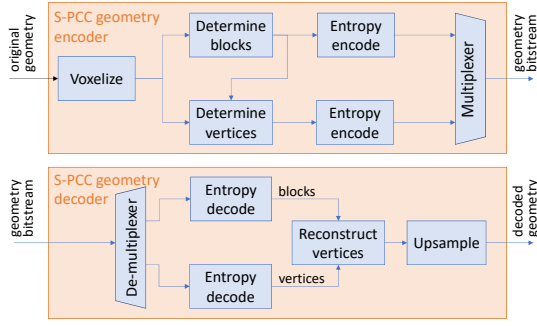 S-PCC geometry
encoder
original
geometry
Voxelize
Determine
blocks
Entropy
encode
Determine
vertices
Entropy
encode
Multiplexer
geometry
bitstream
S-PCC geometry
decoder
geometry
bitstream
De-multiplexer
Entropy
decode
blocks
Entropy
decode
vertices
Reconstruct
vertices
Upsample
decoded
geometry